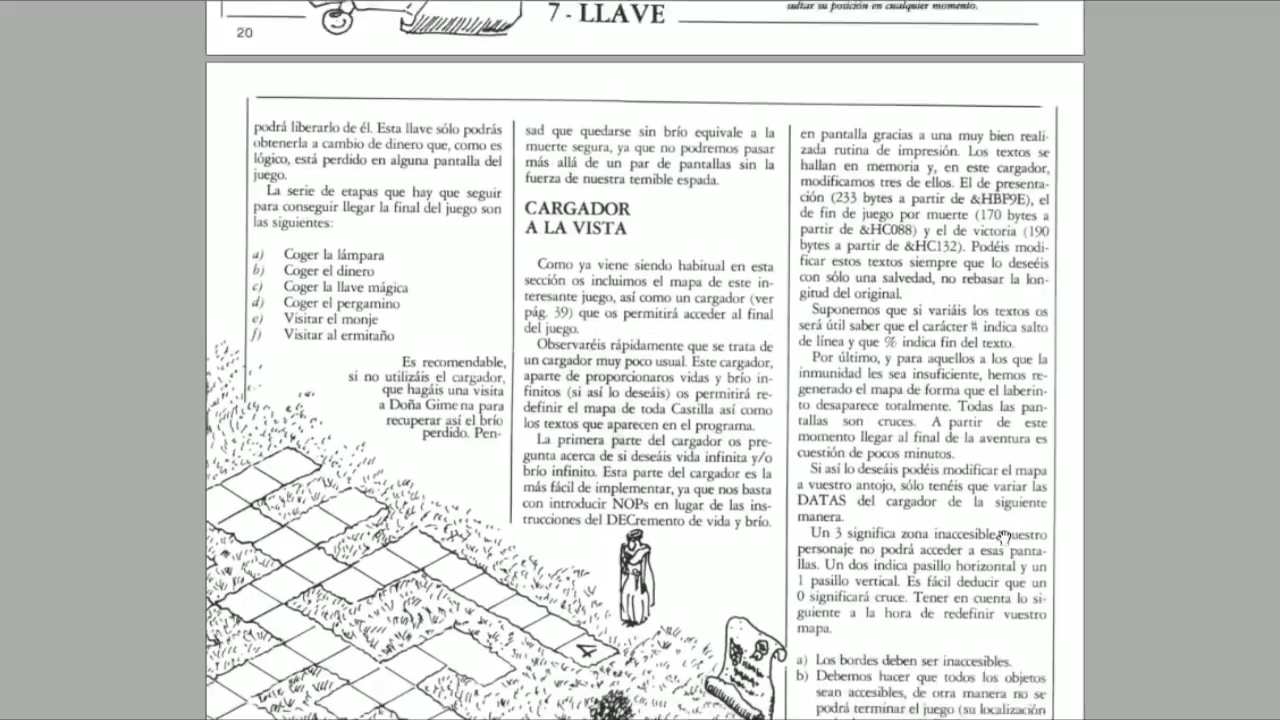 7 - LLAVE
sultar su posición en cualquier momento.
20
podrá liberarlo de él. Esta llave sólo podrás
obtenerla a cambio de dinero que, como es
lógico, está perdido en alguna pantalla del
juego.
La serie de etapas que hay que seguir
para conseguir llegar la final del juego son
las siguientes:
a) Coger la lámpara
b) Coger el dinero
c) Coger la llave mágica
d) Coger el pergamino
e) Visitar el monje
f) Visitar al ermitaño
Es recomendable,
si no utilizáis el cargador,
que hagáis una visita
a Doña Gimena para
recuperar así el brío
perdido. Pen-
sad que quedarse sin brío equivale a la
muerte segura, ya que no podremos pasar
más allá de un par de pantallas sin la
fuerza de nuestra temible espada.
CARGADOR
A LA VISTA
Como ya viene siendo habitual en esta
sección os incluimos el mapa de este in-
teresante juego, así como un cargador (ver
pág. 39) que os permitirá acceder al final
del juego.
Observaréis rápidamente que se trata de
un cargador muy poco usual. Este cargador,
aparte de proporcionaros vidas y brío in-
finitos (si así lo deseáis) os permitirá re-
definir el mapa de toda Castilla así como
los textos que aparecen en el programa.
La primera parte del cargador os pre-
gunta acerca de si deseáis vida infinita y/o
brío infinito. Esta parte del cargador es la
más fácil de implementar, ya que nos basta
con introducir NOPs en lugar de las ins-
trucciones del DECremento de vida y brío.
4
en pantalla gracias a una muy bien reali-
zada rutina de impresión. Los textos se
hallan en memoria y, en este cargador,
modificamos tres de ellos. El de presenta-
ción (233 bytes a partir de &HBF9E), el
de fin de juego por muerte (170 bytes a
partir de &HC088) y el de victoria (190
bytes a partir de &HC132). Podéis modi-
ficar estos textos siempre que lo deseéis
con sólo una salvedad, no rebasar la lon-
gitud del original.
Suponemos que si variáis los textos os
será útil saber que el carácter # indica salto
de línea y que % indica fin del texto.
Por último, y para aquellos a los que la
inmunidad les sea insuficiente, hemos re-
generado el mapa de forma que el laberin-
to desaparece totalmente. Todas las pan-
tallas son cruces. A partir de este
momento llegar al final de la aventura es
cuestión de pocos minutos.
Si así lo deseáis podéis modificar el mapa
a vuestro antojo, sólo tenéis que variar las
DATAS del cargador de la siguiente
manera.
Un 3 significa zona inaccesible, nuestro
personaje no podrá acceder a esas panta-
llas. Un dos indica pasillo horizontal y un
1 pasillo vertical. Es fácil deducir que un
0 significará cruce. Tener en cuenta lo si-
guiente a la hora de redefinir vuestro
mapa.
a) Los bordes deben ser inaccesibles.
b) Debemos hacer que todos los objetos
sean accesibles, de otra manera no se
podrá terminar el juego (su localización